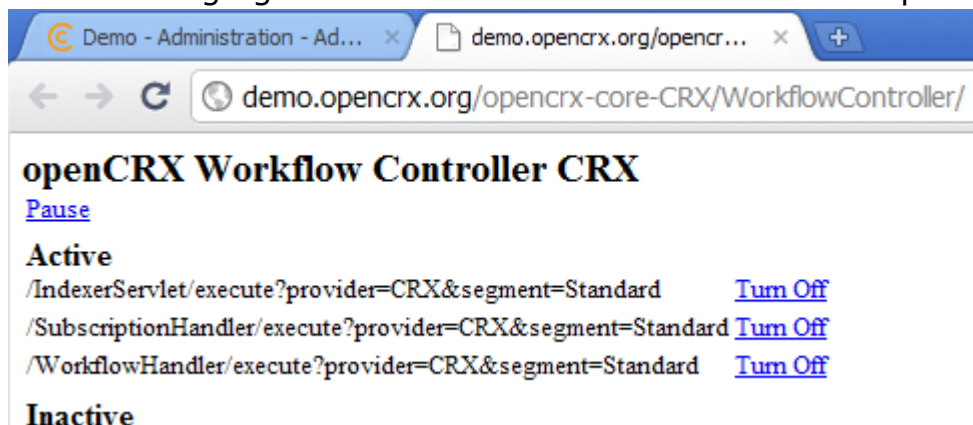 Demo - Administration - Ad...
demo.opencrx.org/opencr...
demo.opencrx.org/opencrx-core-CRX/WorkflowController/
openCRX Workflow Controller CRX
Pause
Active
/IndexerServlet/execute?provider=CRX&segment=Standard Turn Off
/SubscriptionHandler/execute?provider=CRX&segment=Standard Turn Off
/WorkflowHandler/execute?provider=CRX&segment=Standard Turn Off
Inactive